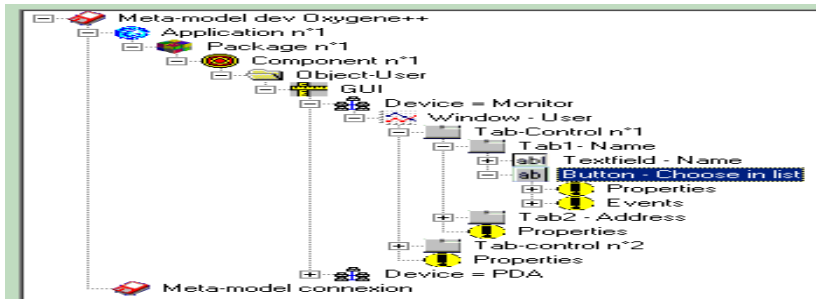 Meta-model dev Oxygene++
Application n°1
Package n°1
Component n°1
Object-User
GUI
Device = Monitor
Window - User
Tab-Control n°1
Tab1 - Name
abl Textfield - Name
ab| Button - Choose in list
Properties
Events
Tab2 - Address
Properties
Tab-control n°2
Properties
Device = PDA
Meta-model connexion